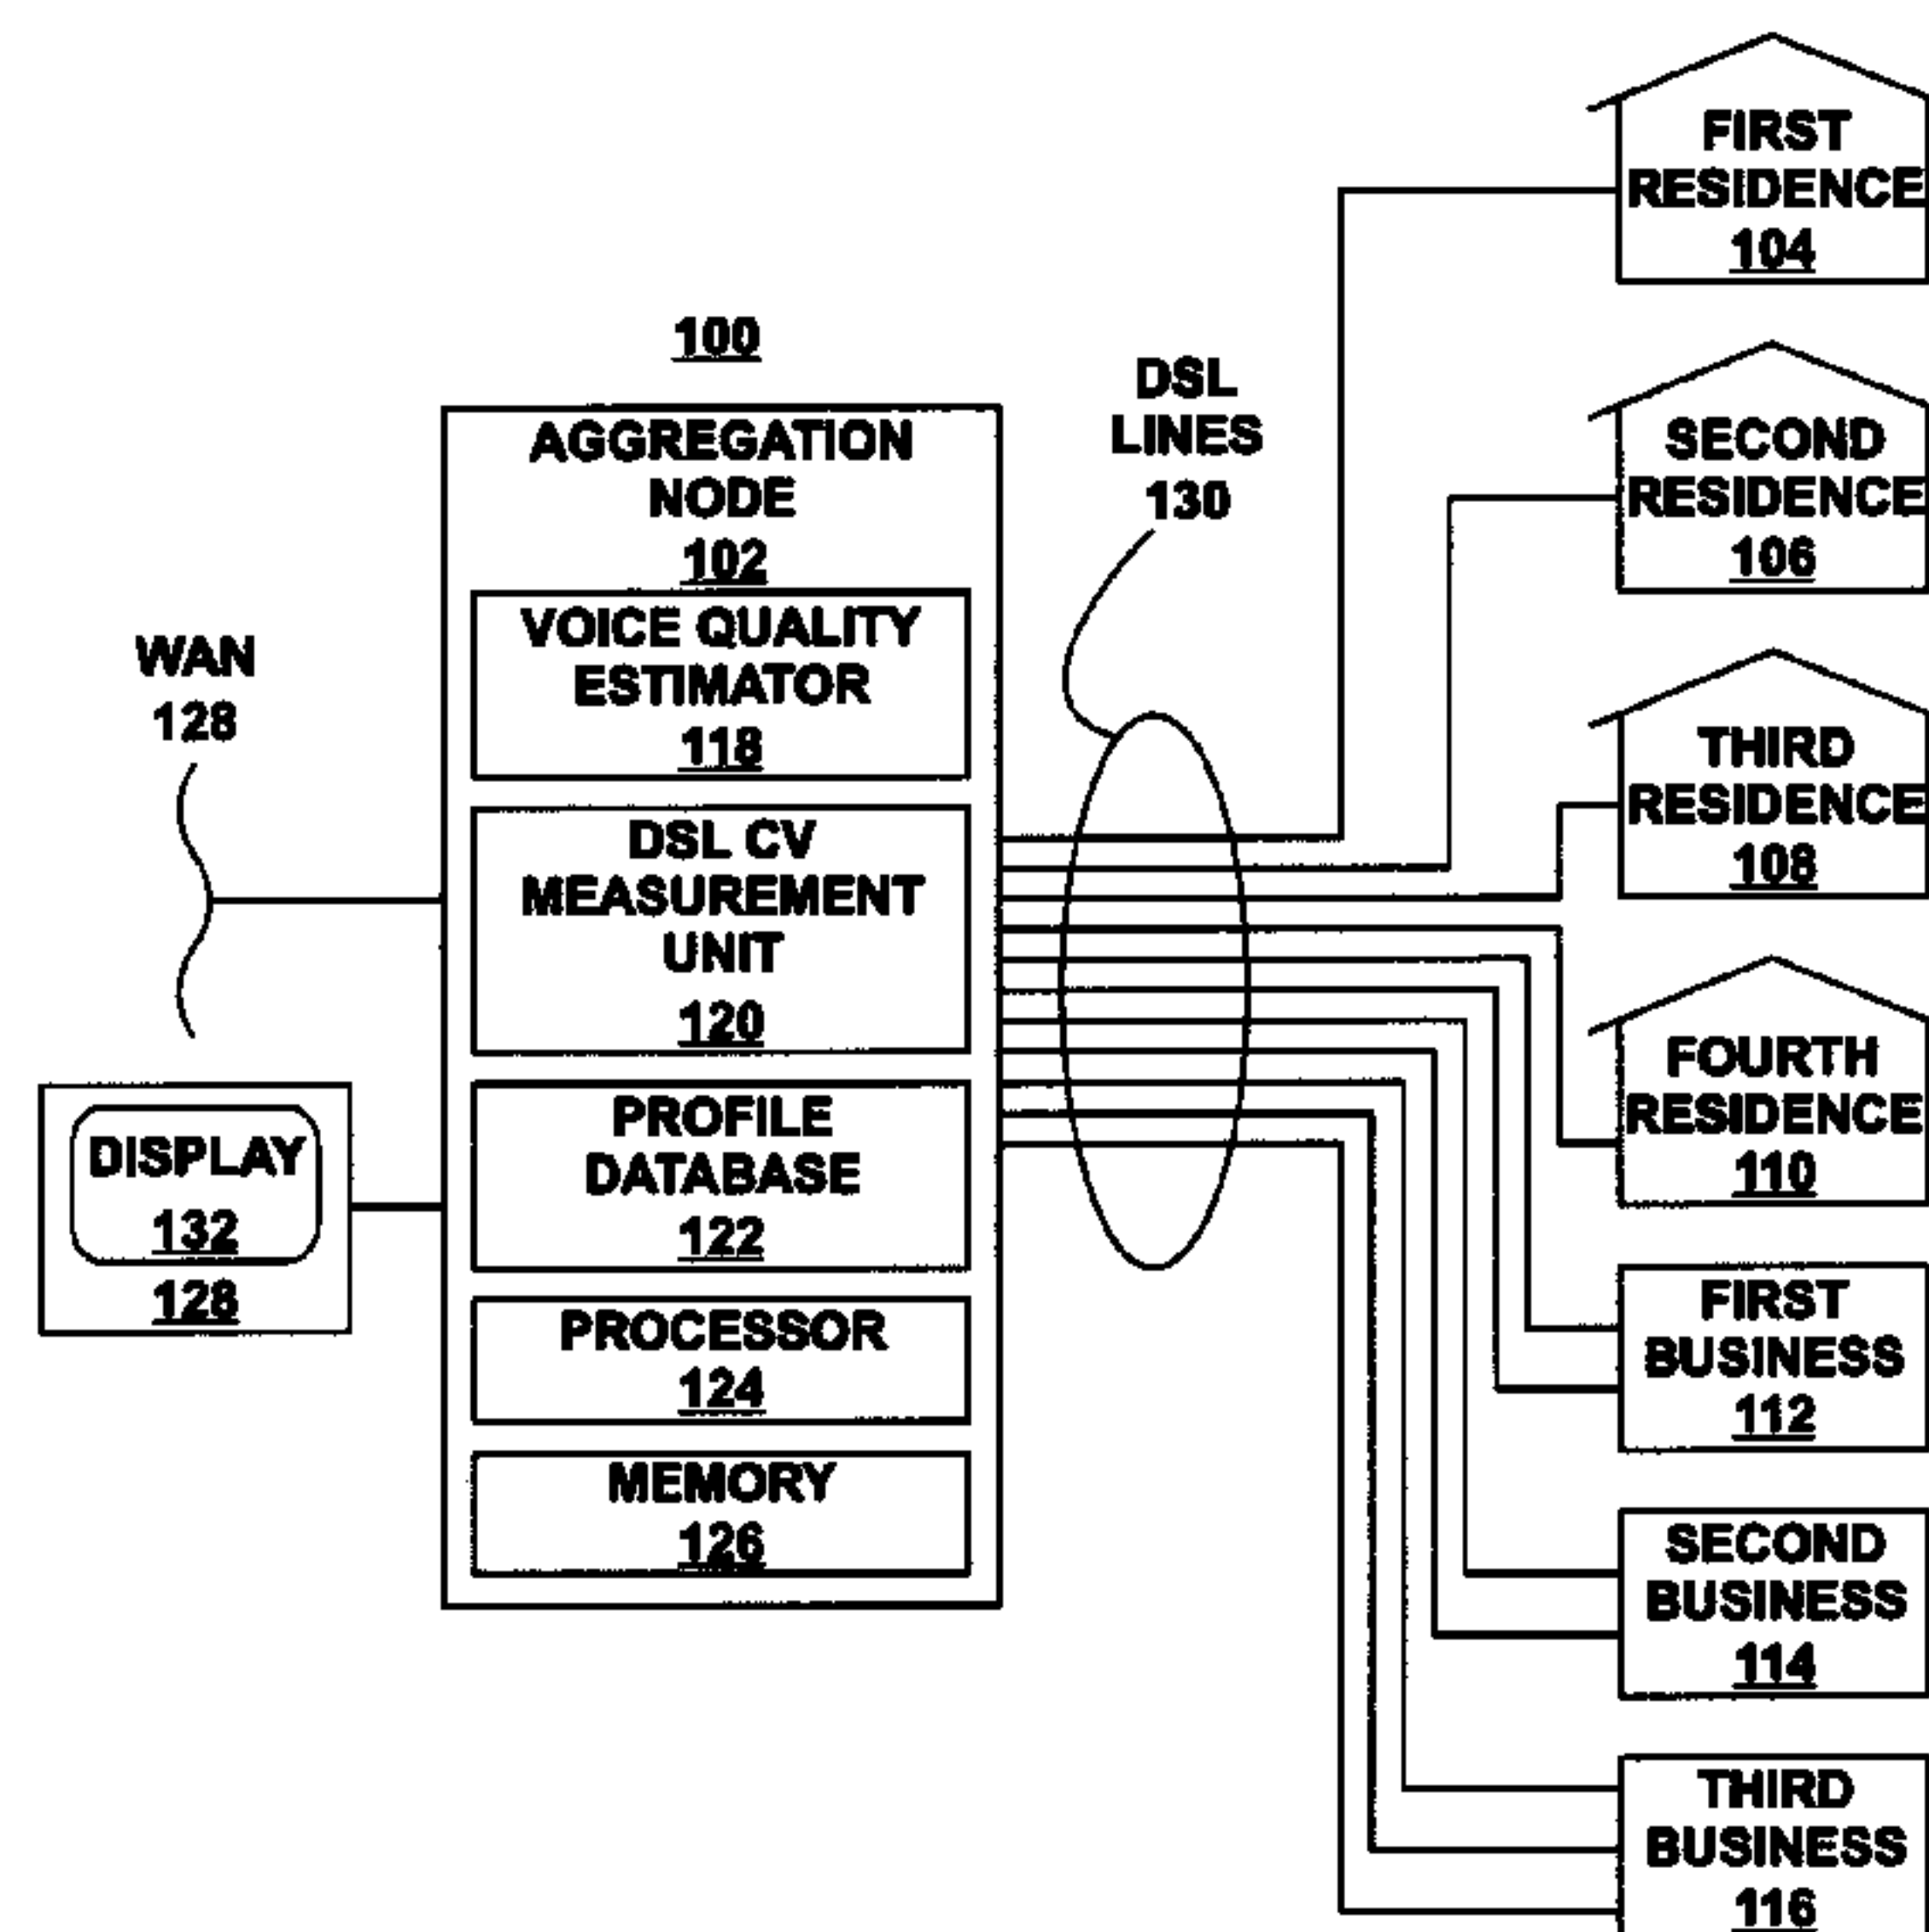 100
AGGREGATION
NODE
102
VOICE QUALITY
ESTIMATOR
118
DSL CV
MEASUREMENT
UNIT
120
PROFILE
DATABASE
122
PROCESSOR
124
MEMORY
126
WAN
128
DISPLAY
132
128
DSL
LINES
130
FIRST
RESIDENCE
104
SECOND
RESIDENCE
106
THIRD
RESIDENCE
108
FOURTH
RESIDENCE
110
FIRST
BUSINESS
112
SECOND
BUSINESS
114
THIRD
BUSINESS
116